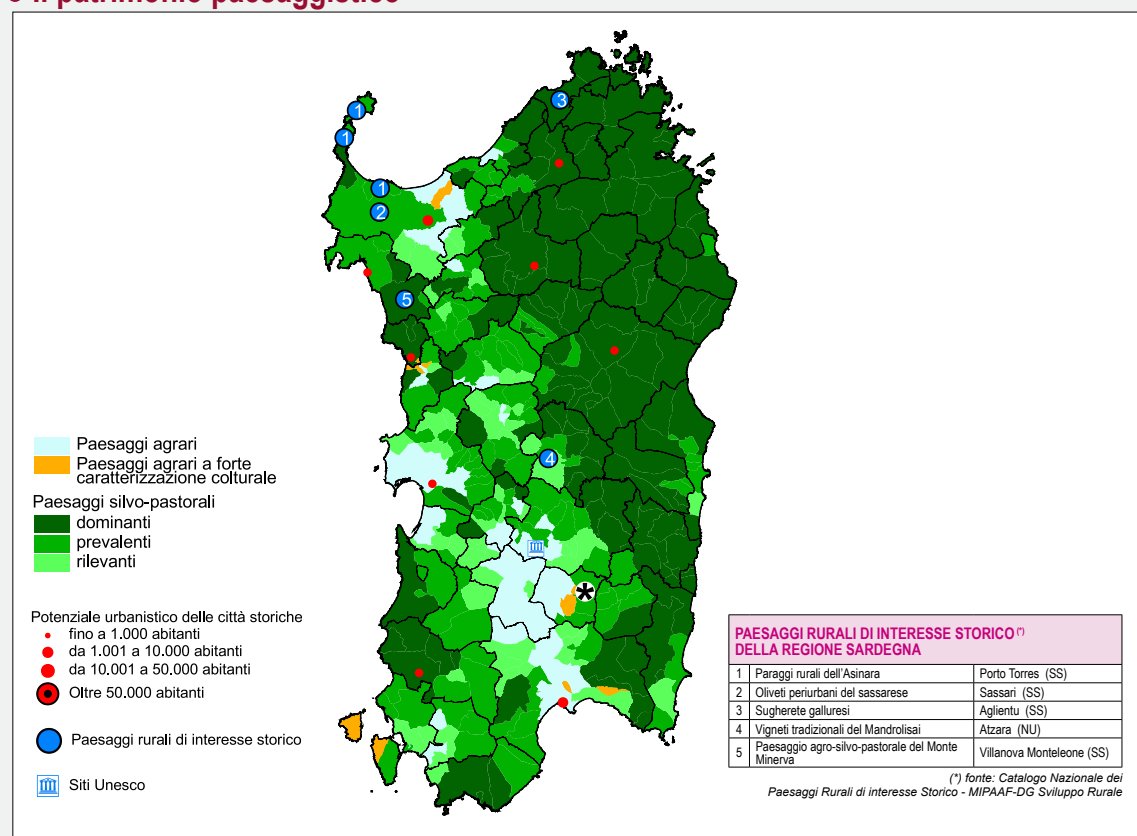 e il patrimonio paesaggistico
3
1
1
1
2
5
4
*
Paesaggi agrari
Paesaggi agrari a forte
caratterizzazione colturale
Paesaggi silvo-pastorali
dominanti
prevalenti
rilevanti
Potenziale urbanistico delle città storiche
fino a 1.000 abitanti
da 1.001 a 10.000 abitanti
da 10.001 a 50.000 abitanti
Oltre 50.000 abitanti
Paesaggi rurali di interesse storico
Siti Unesco
PAESAGGI RURALI DI INTERESSE STORICO (*)
DELLA REGIONE SARDEGNA
1 Paraggi rurali dell'Asinara Porto Torres (SS)
2 Oliveti periurbani del sassarese Sassari (SS)
3 Sugherete galluresi Aglientu (SS)
4 Vigneti tradizionali del Mandrolisai Atzara (NU)
5 Paesaggio agro-silvo-pastorale del Monte Minerva Villanova Monteleone (SS)
(*) fonte: Catalogo Nazionale dei
Paesaggi Rurali di interesse Storico - MIPAAF-DG Sviluppo Rurale